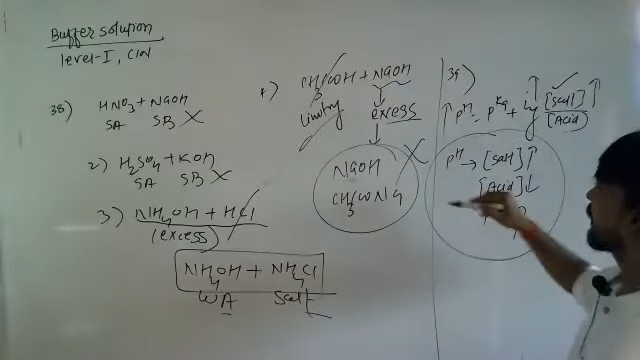 Buffer solution
level-I, CW
38) HNO3 + NaOH
SA SB X
2) H2SO4 + KOH
SA SB X
3) NH4OH + HCl
(excess)
NH4OH + NH4Cl
WA Salt
4) CH3COOH + NaOH
limiting
excess
NaOH
CH3COONa
X
39)
↑ pH = pKa + log [salt] ↑
[Acid]
pH → [salt] ↑
[Acid] ↓